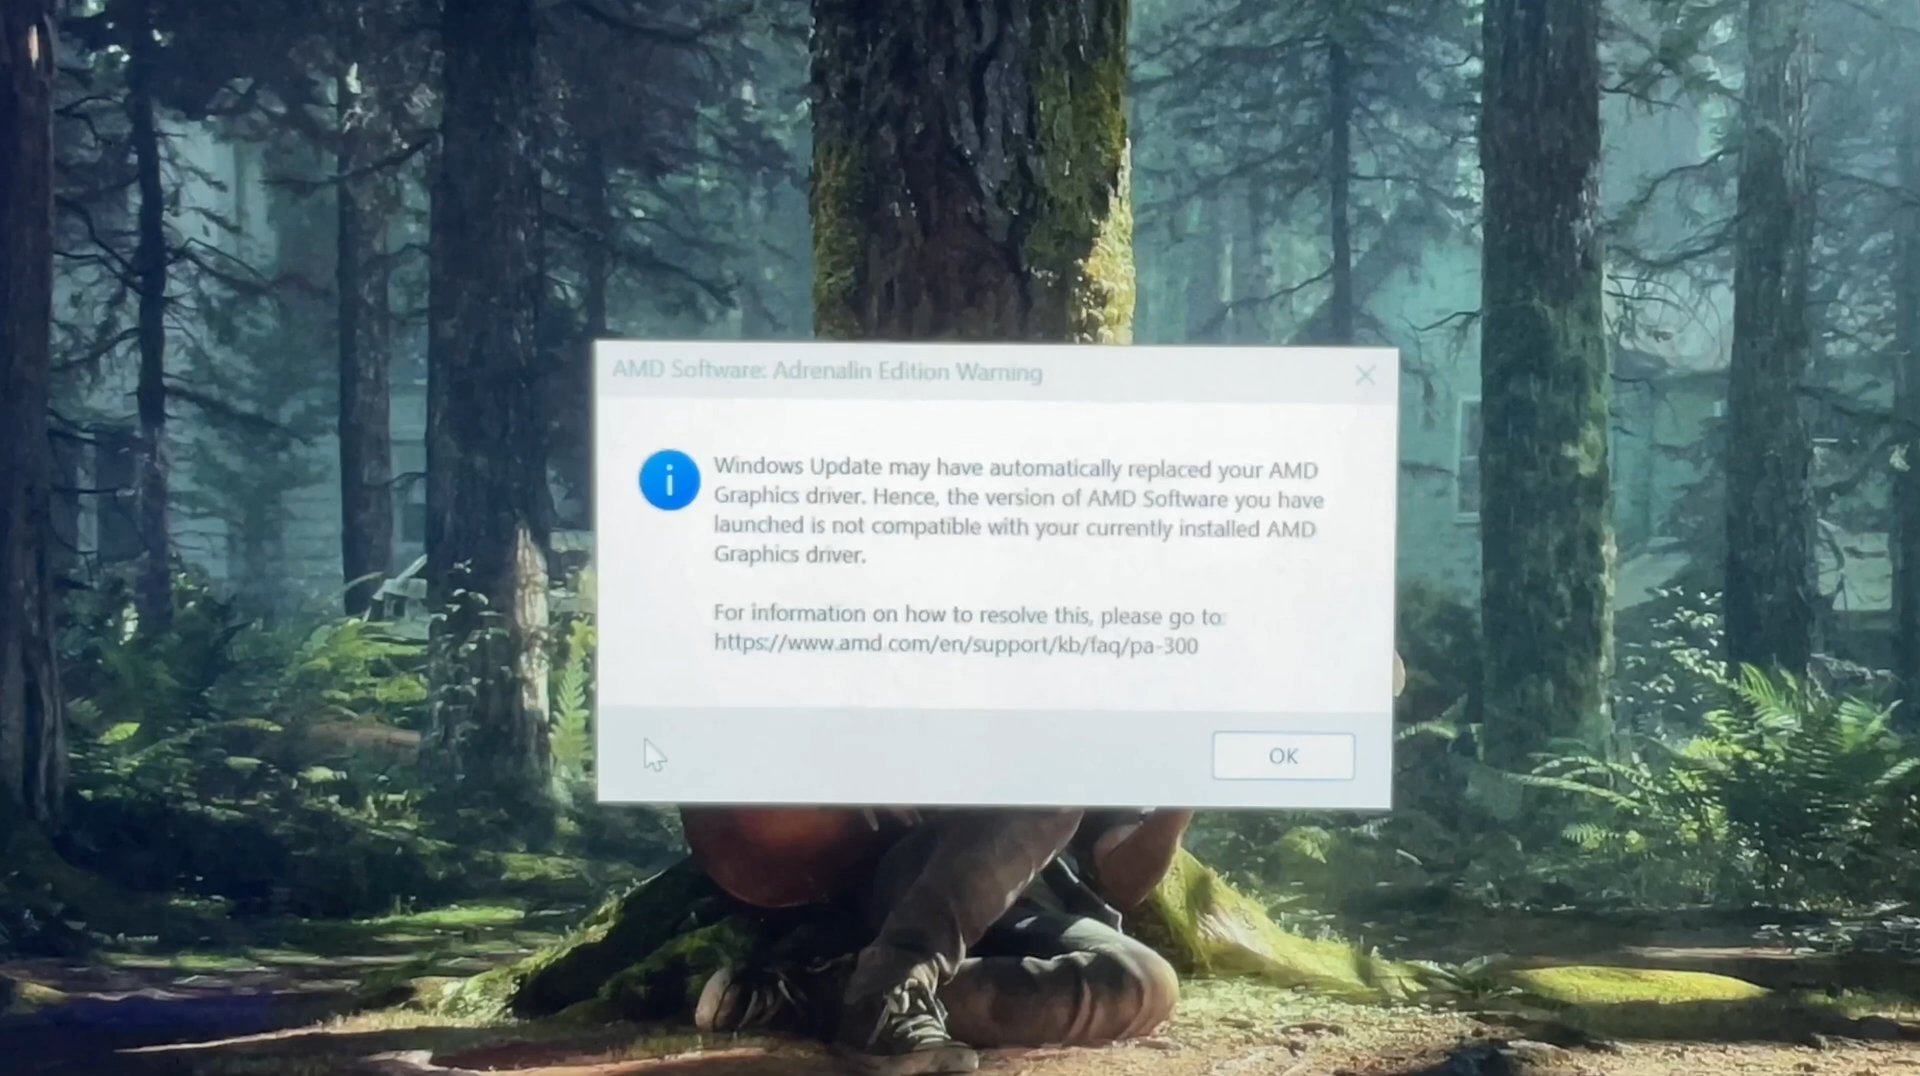 AMD Software: Adrenalin Edition Warning
Windows Update may have automatically replaced your AMD
Graphics driver. Hence, the version of AMD Software you have
launched is not compatible with your currently installed AMD
Graphics driver.
For information on how to resolve this, please go to:
https://www.amd.com/en/support/kb/faq/pa-300
OK